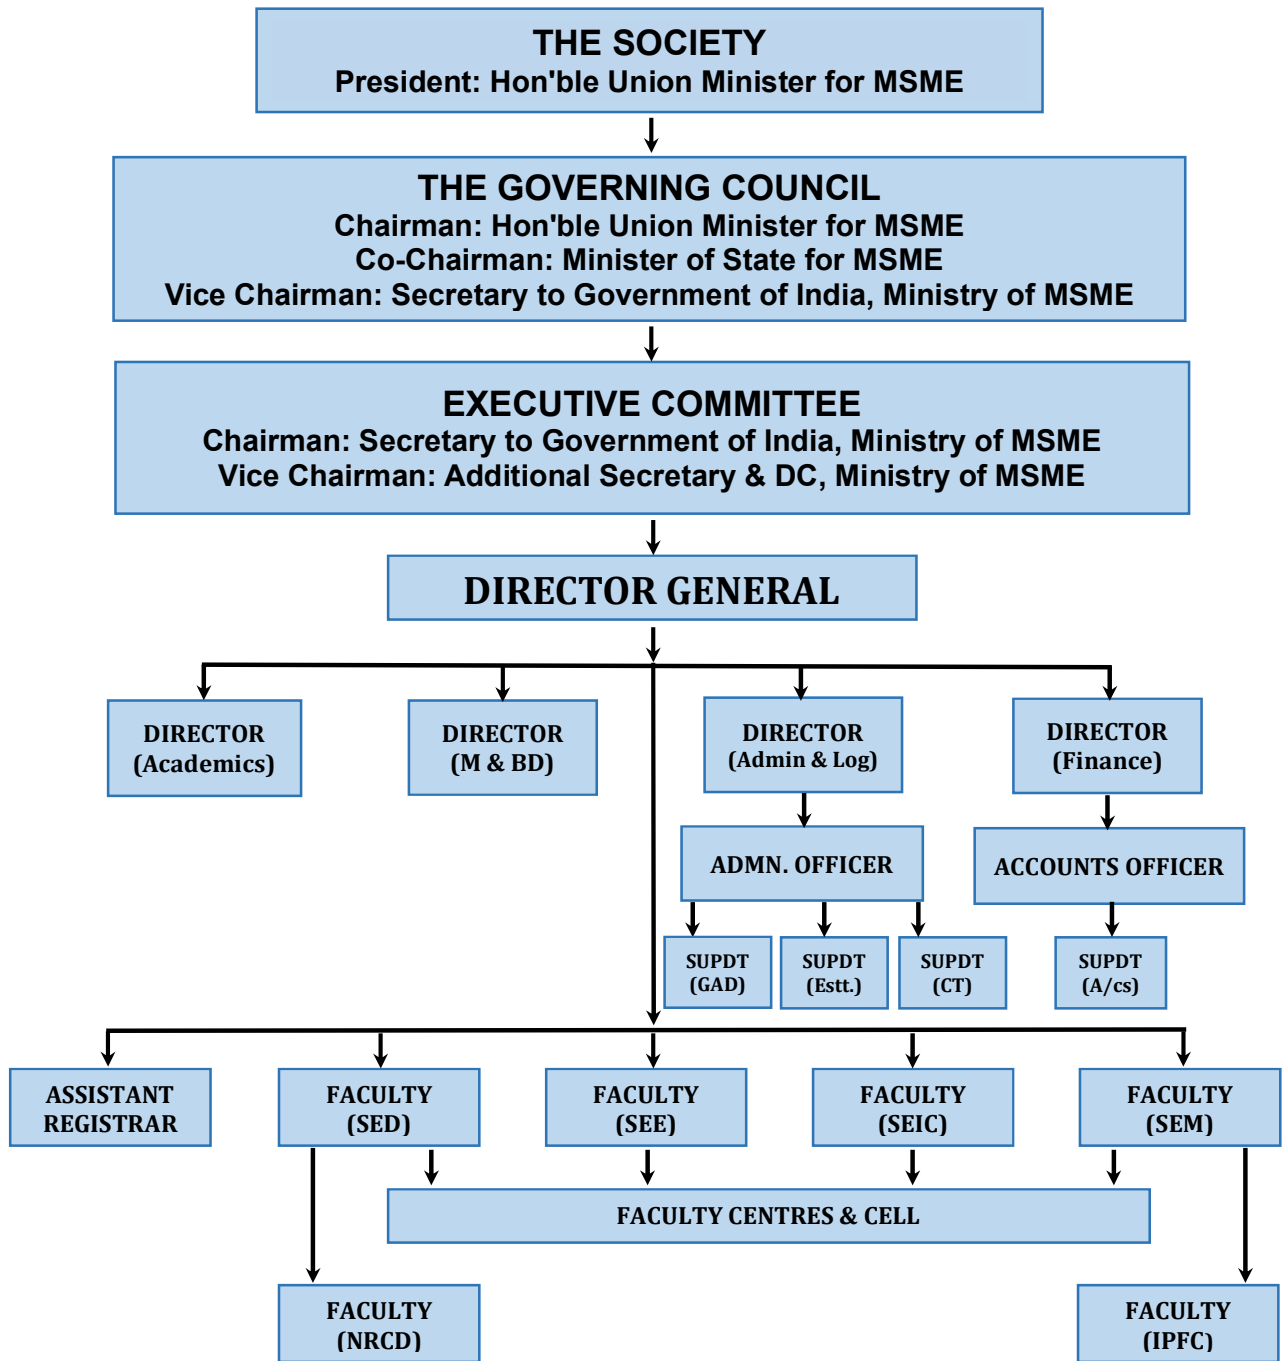 THE SOCIETY
President: Hon'ble Union Minister for MSME
THE GOVERNING COUNCIL
Chairman: Hon'ble Union Minister for MSME
Co-Chairman: Minister of State for MSME
Vice Chairman: Secretary to Government of India, Ministry of MSME
EXECUTIVE COMMITTEE
Chairman: Secretary to Government of India, Ministry of MSME
Vice Chairman: Additional Secretary & DC, Ministry of MSME
DIRECTOR GENERAL
DIRECTOR
(Academics)
DIRECTOR
(M & BD)
DIRECTOR
(Admin & Log)
DIRECTOR
(Finance)
ADMN. OFFICER
ACCOUNTS OFFICER
SUPDT
(GAD)
SUPDT
(Estt.)
SUPDT
(CT)
SUPDT
(A/cs)
ASSISTANT
REGISTRAR
FACULTY
(SED)
FACULTY
(SEE)
FACULTY
(SEIC)
FACULTY
(SEM)
FACULTY CENTRES & CELL
FACULTY
(NRCD)
FACULTY
(IPFC)